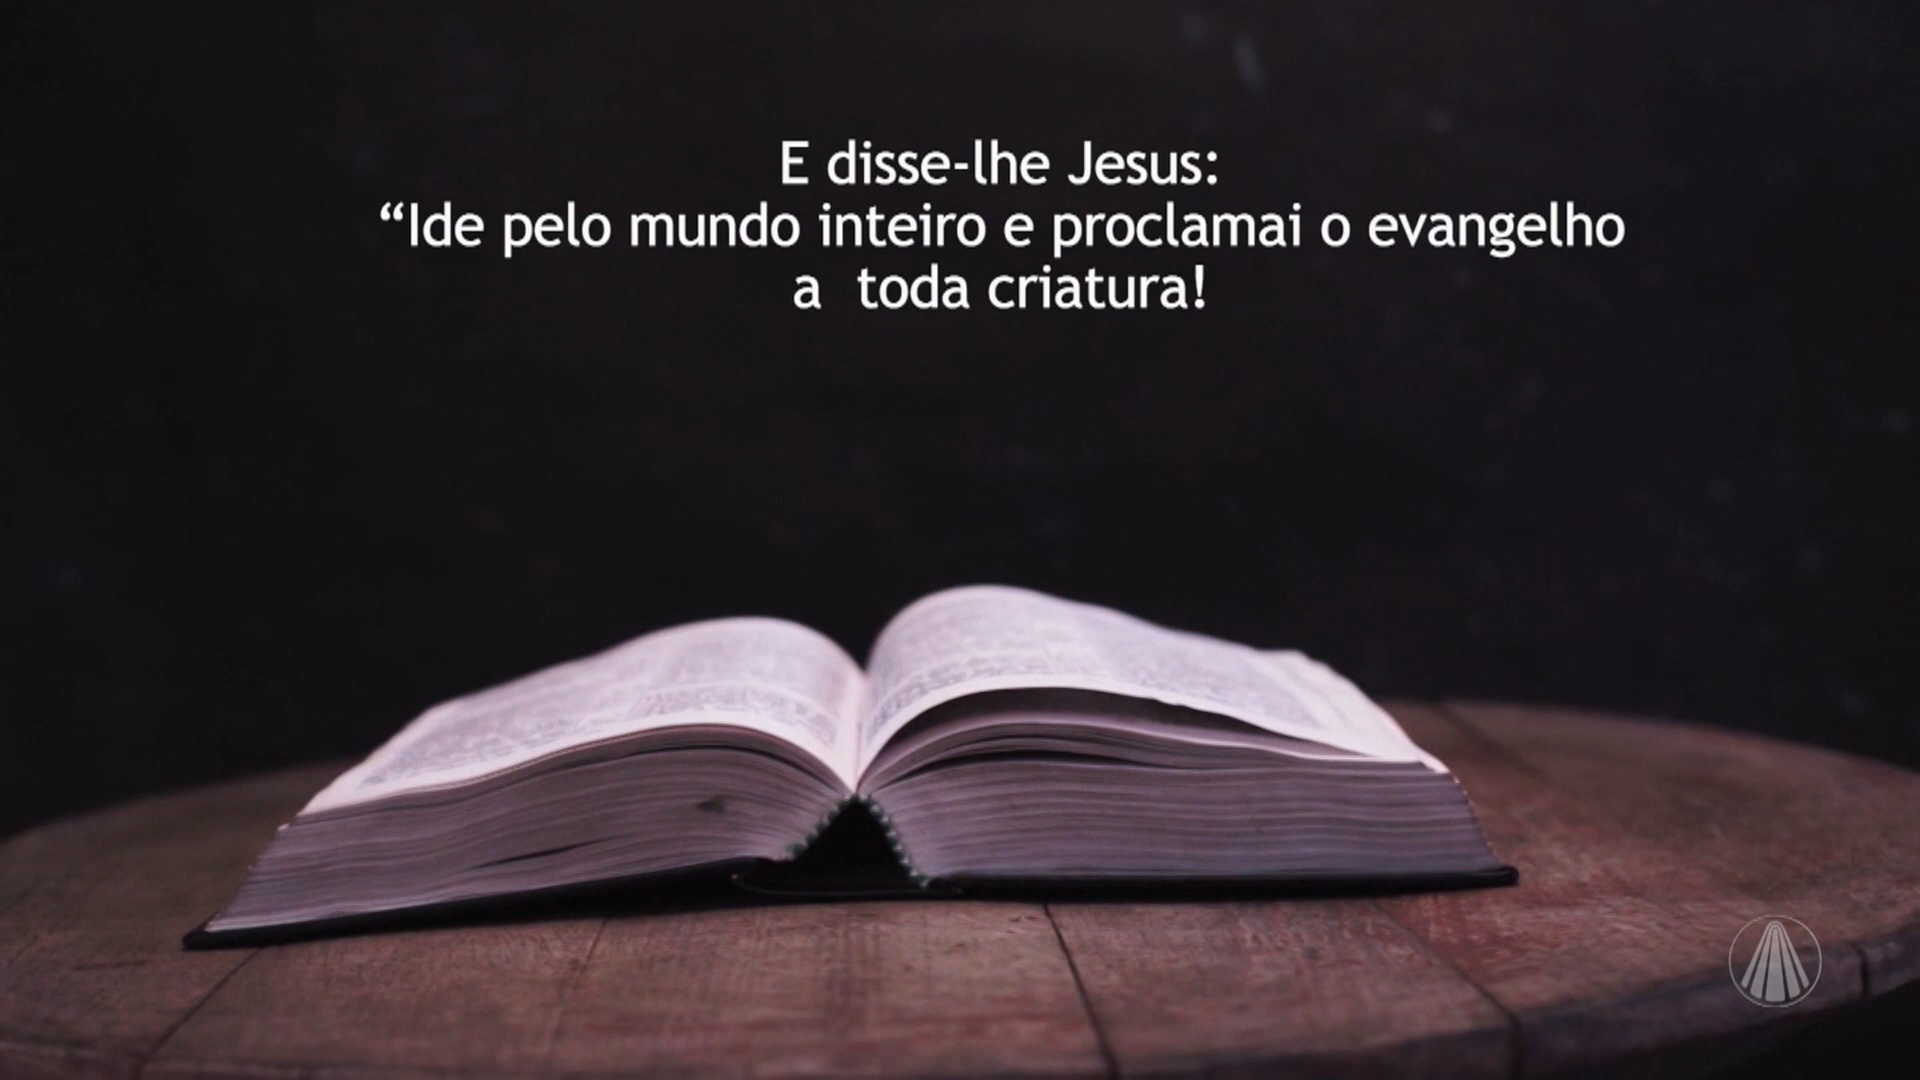 E disse-lhe Jesus:
“Ide pelo mundo inteiro e proclamai o evangelho
a  toda criatura!